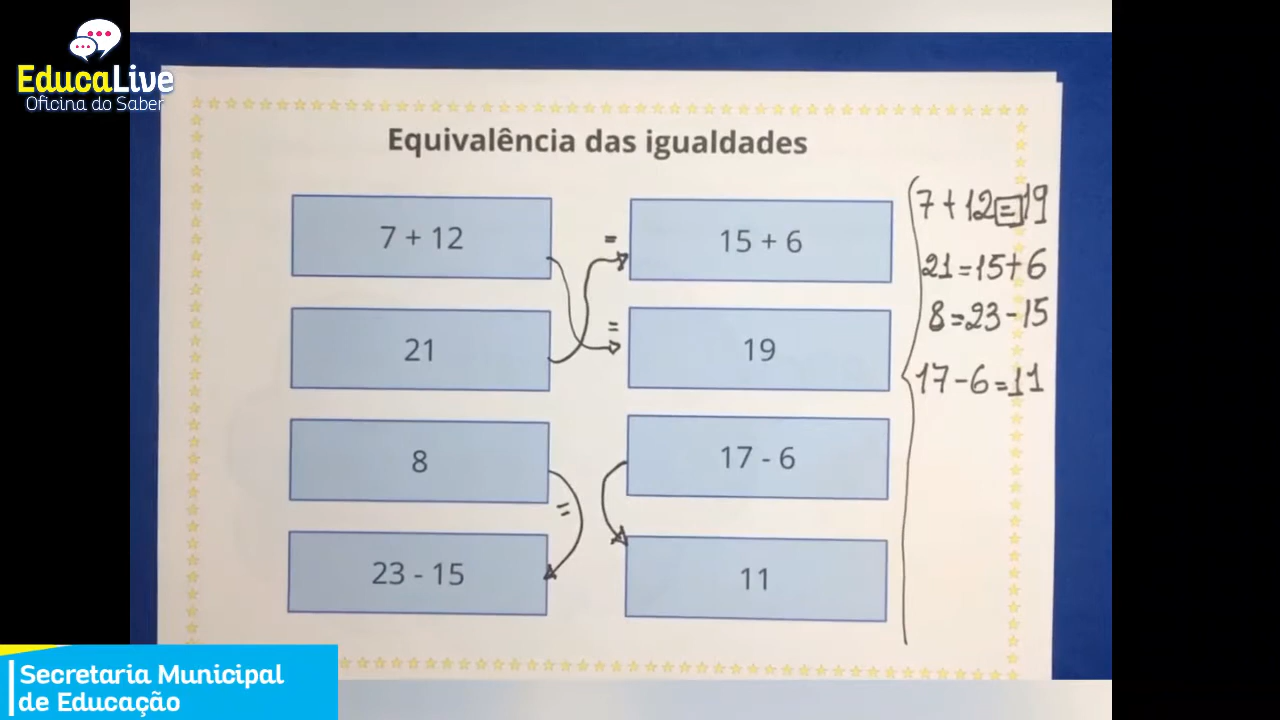 EducaLive
Oficina do Saber
Equivalência das igualdades
7 + 12
15 + 6
21
19
8
17 - 6
23 - 15
11
=
=
=
7 + 12 = 19
21 = 15 + 6
8 = 23 - 15
17 - 6 = 11
Secretaria Municipal
de Educação